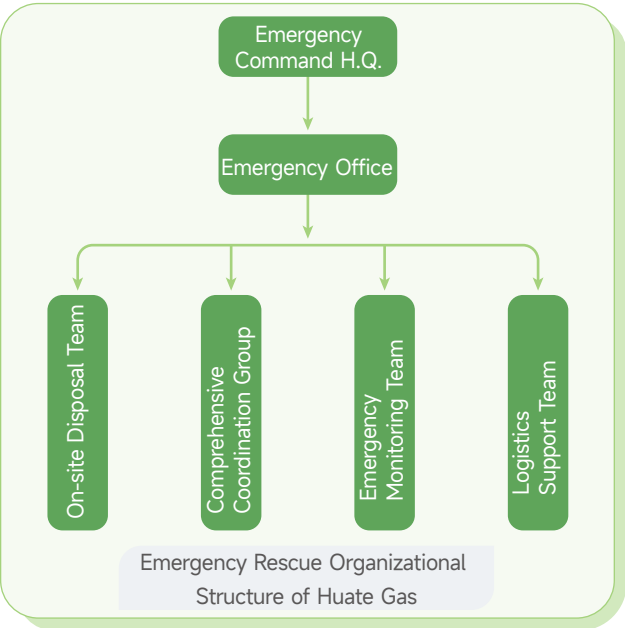 Emergency
Command H.Q.
Emergency Office
On-site Disposal Team
Comprehensive
Coordination Group
Emergency
Monitoring Team
Logistics
Support Team
Emergency Rescue Organizational
Structure of Huate Gas